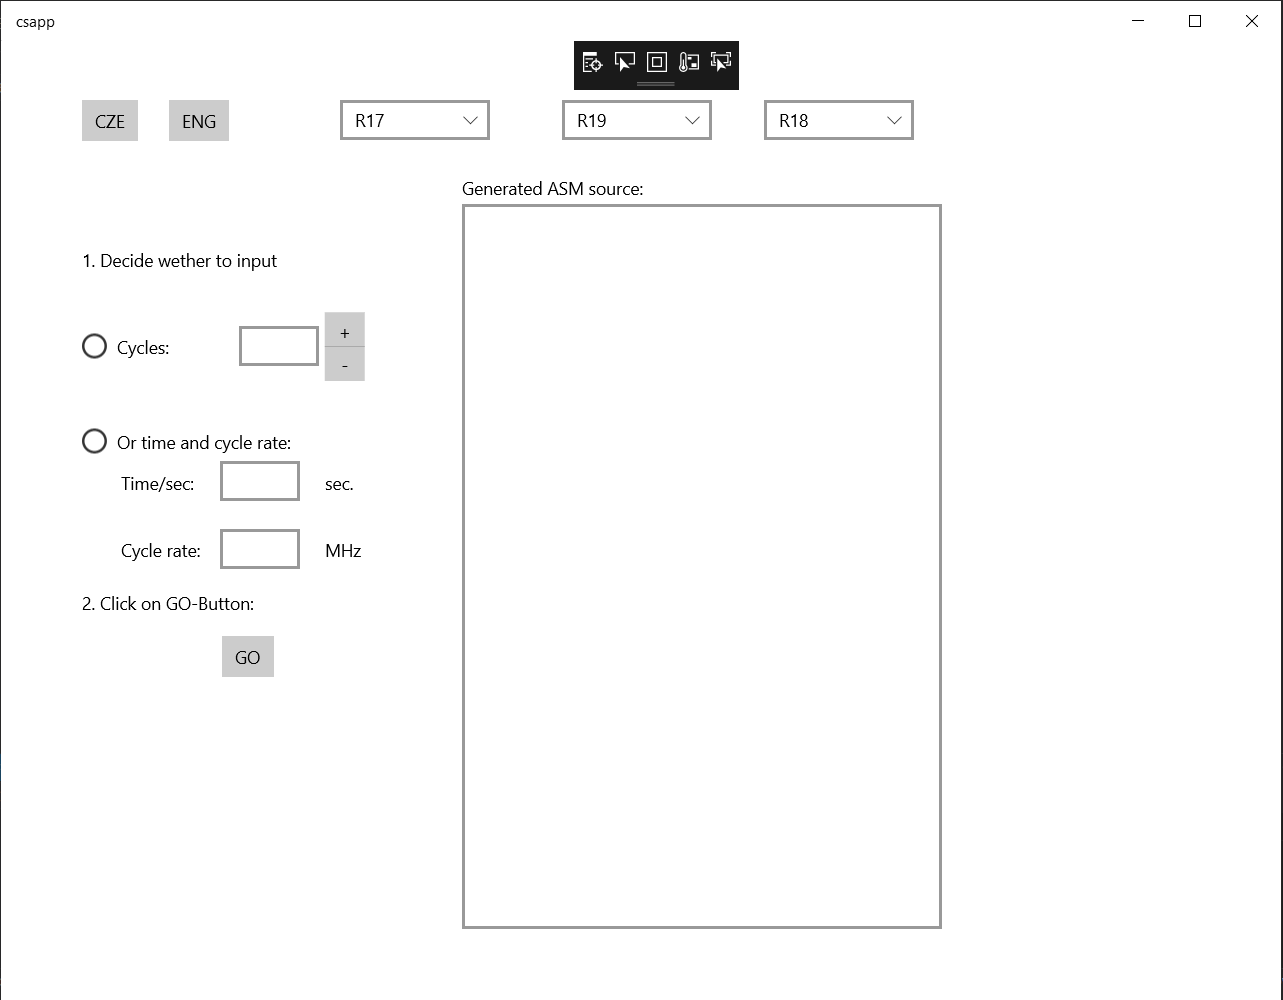 csapp
CZE ENG R17 R19 R18
Generated ASM source:
1. Decide wether to input
Cycles: + -
Or time and cycle rate:
Time/sec: sec.
Cycle rate: MHz
2. Click on GO-Button:
GO